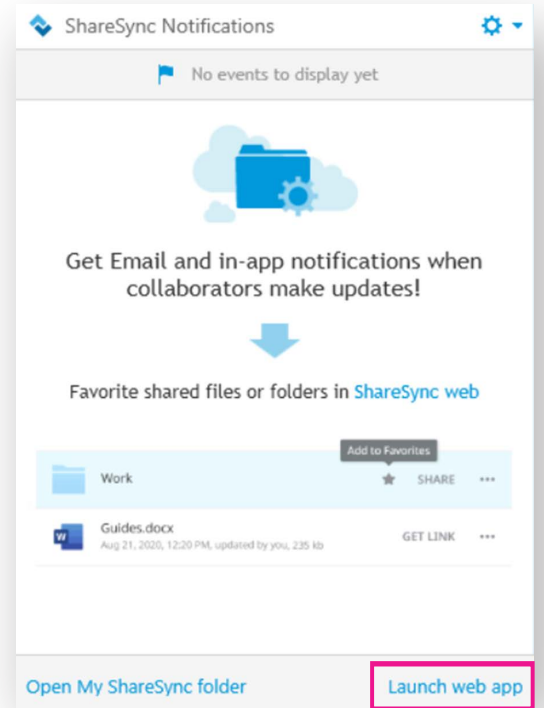 ShareSync Notifications
No events to display yet
Get Email and in-app notifications when
collaborators make updates!
Favorite shared files or folders in ShareSync web
Add to Favorites
Work SHARE
W Guides.docx GET LINK
Aug 21, 2020, 12:20 PM, updated by you, 235 kb
Open My ShareSync folder Launch web app